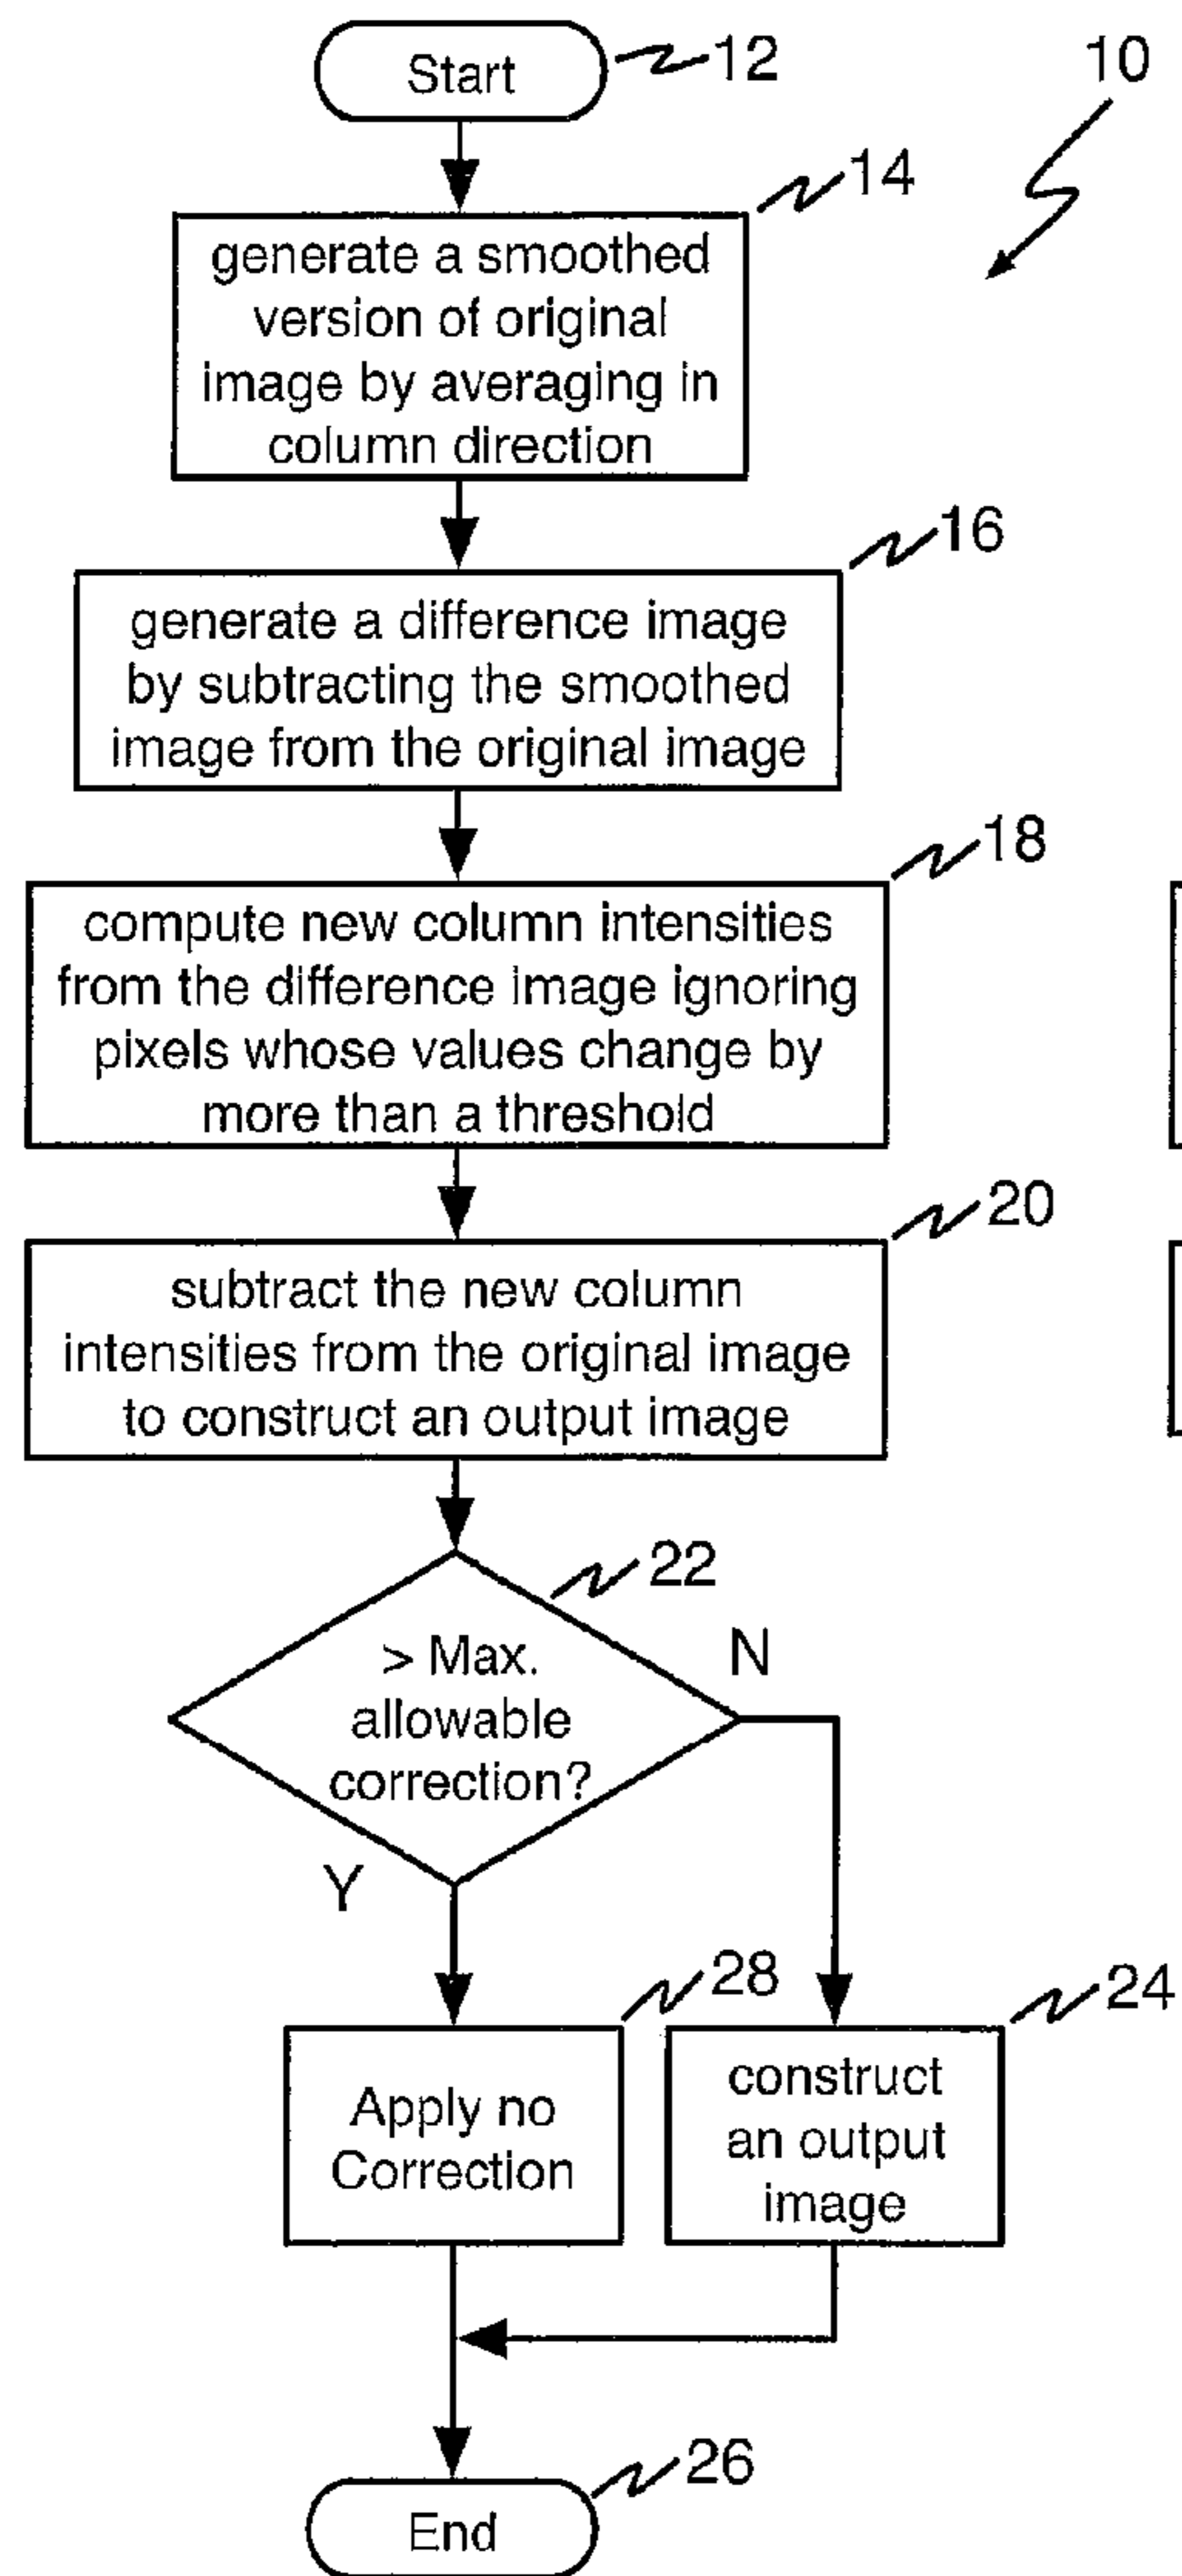 Start
12
10
14
generate a smoothed
version of original
image by averaging in
column direction
16
generate a difference image
by subtracting the smoothed
image from the original image
18
compute new column intensities
from the difference image ignoring
pixels whose values change by
more than a threshold
20
subtract the new column
intensities from the original image
to construct an output image
22
> Max.
allowable
correction?
N
Y
28
24
Apply no
Correction
construct
an output
image
26
End